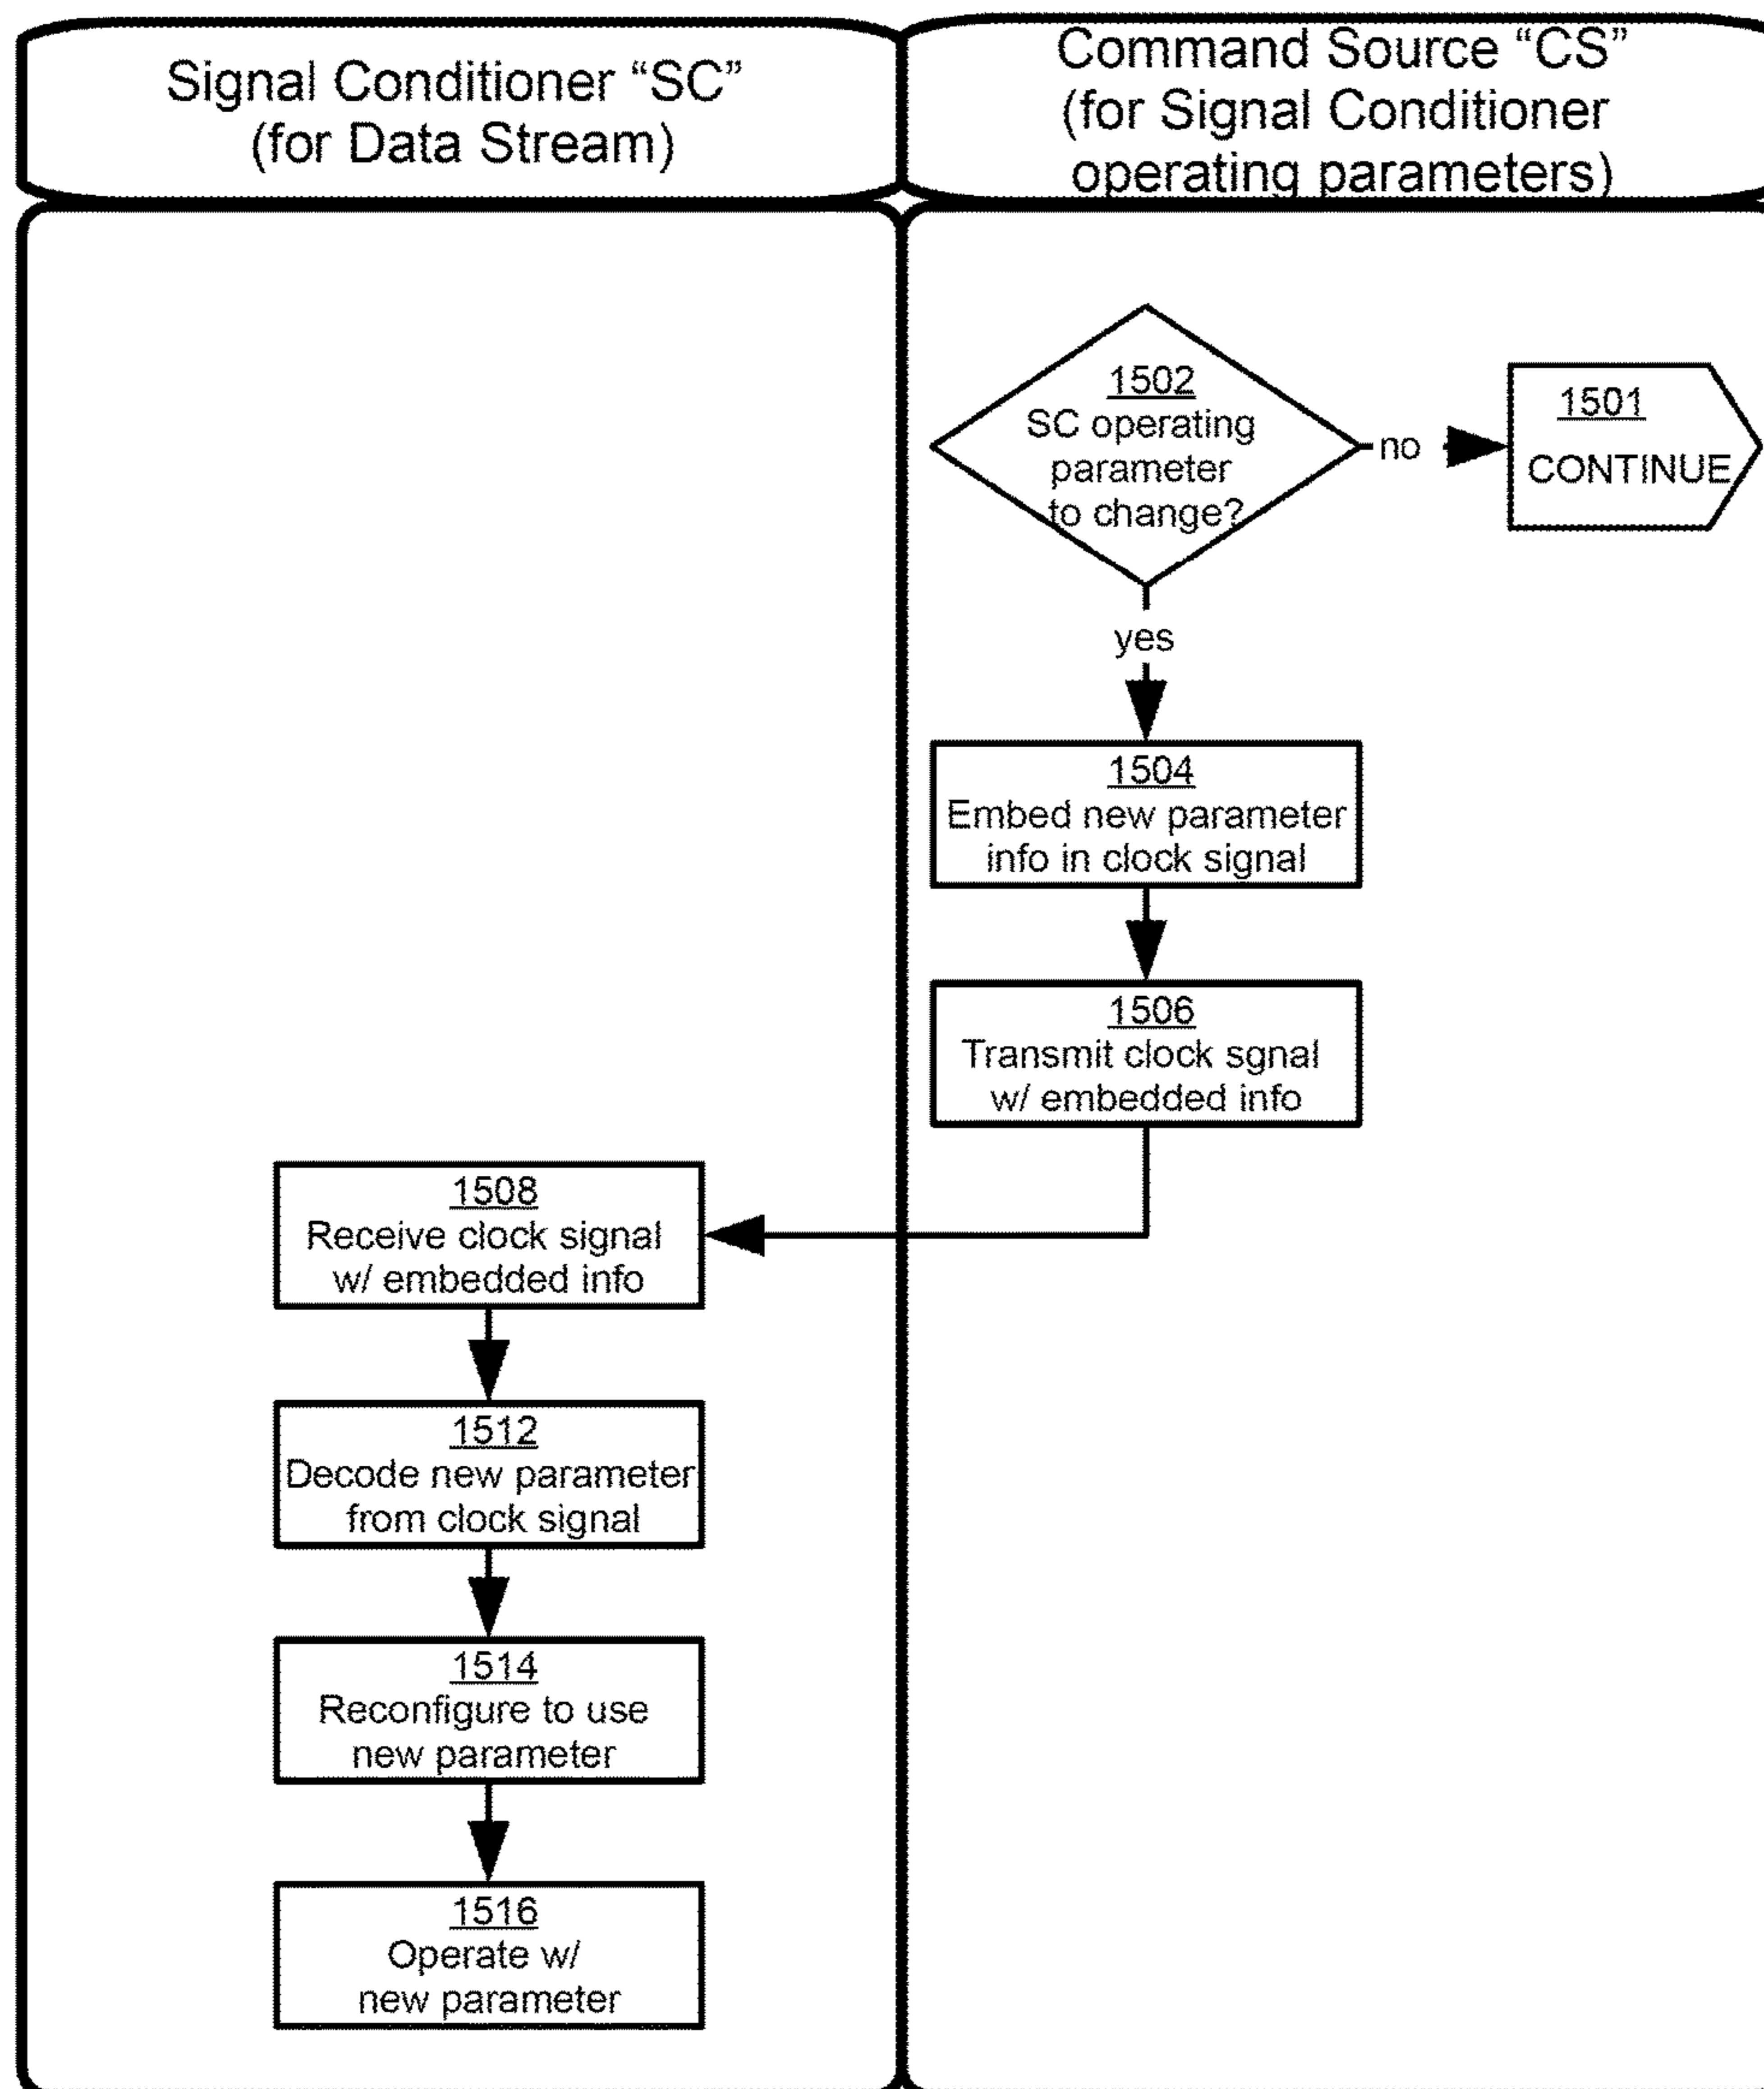 Signal Conditioner “SC”
(for Data Stream)
Command Source “CS”
(for Signal Conditioner
operating parameters)
1502
SC operating
parameter
to change?
no
1501
CONTINUE
yes
1504
Embed new parameter
info in clock signal
1506
Transmit clock sgnal
w/ embedded info
1508
Receive clock signal
w/ embedded info
1512
Decode new parameter
from clock signal
1514
Reconfigure to use
new parameter
1516
Operate w/
new parameter